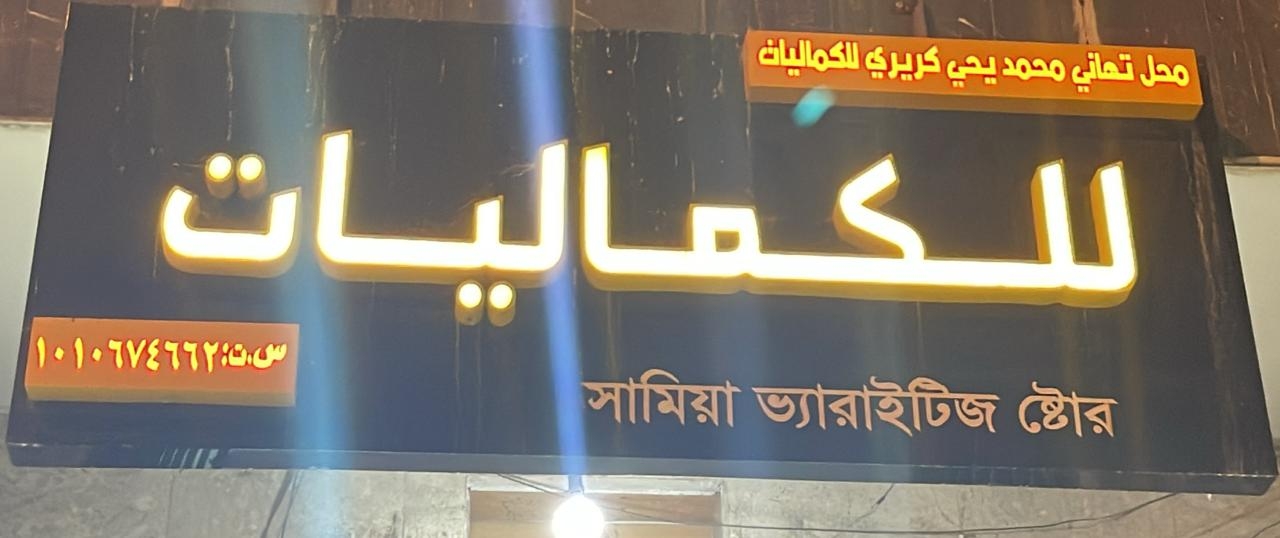 محل تهاني محمد يحي كريري للكماليات
للكماليات
س.ت:١٠١٠٦٧٤٦٦٢
সামিয়া ভ্যারাইটিজ ষ্টোর